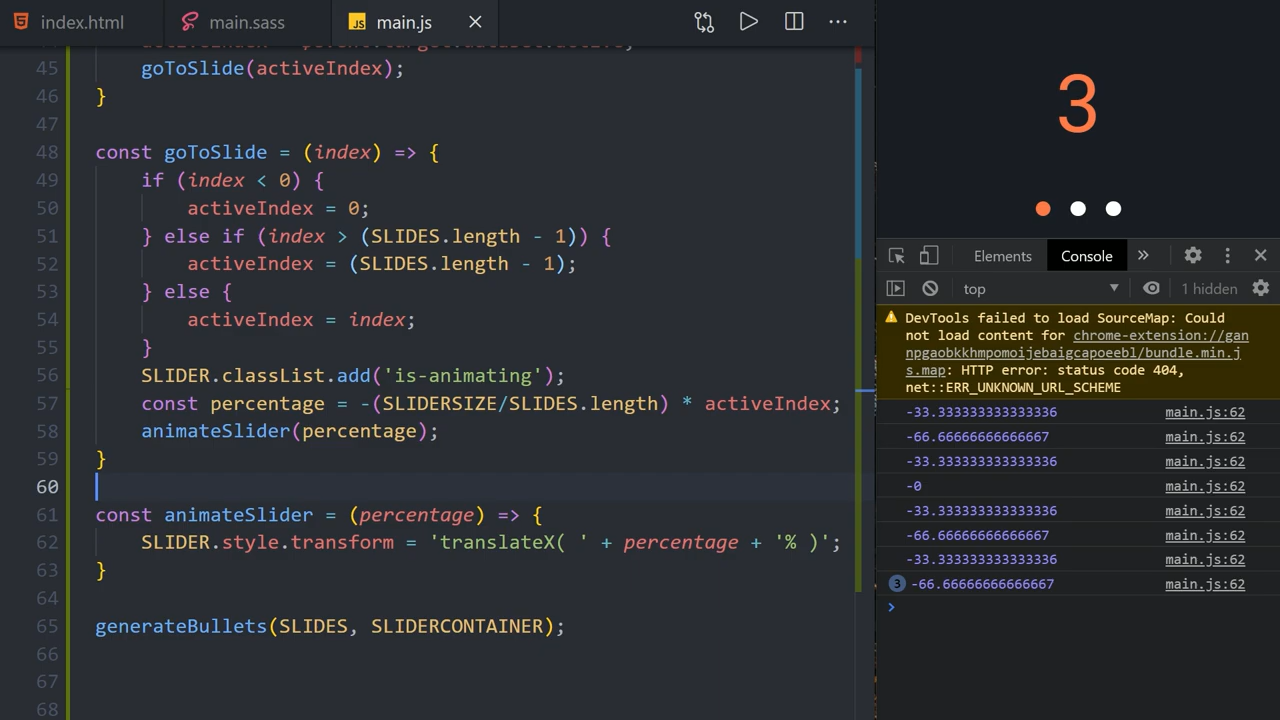 index.html
main.sass
JS main.js
45 goToSlide(activeIndex);
46 }
47
48 const goToSlide = (index) => {
49 if (index < 0) {
50 activeIndex = 0;
51 } else if (index > (SLIDES.length - 1)) {
52 activeIndex = (SLIDES.length - 1);
53 } else {
54 activeIndex = index;
55 }
56 SLIDER.classList.add('is-animating');
57 const percentage = -(SLIDERSIZE/SLIDES.length) * activeIndex;
58 animateSlider(percentage);
59 }
60
61 const animateSlider = (percentage) => {
62 SLIDER.style.transform = 'translateX( ' + percentage + '% )';
63 }
64
65 generateBullets(SLIDES, SLIDERCONTAINER);
66
67
68
3
Elements Console »
top 1 hidden
DevTools failed to load SourceMap: Could
not load content for chrome-extension://gan
npgaobkkhmpomoijebaigcapoeebl/bundle.min.j
s.map: HTTP error: status code 404,
net::ERR_UNKNOWN_URL_SCHEME
-33.333333333333336 main.js:62
-66.66666666666667 main.js:62
-33.333333333333336 main.js:62
-0 main.js:62
-33.333333333333336 main.js:62
-66.66666666666667 main.js:62
-33.333333333333336 main.js:62
3 -66.66666666666667 main.js:62